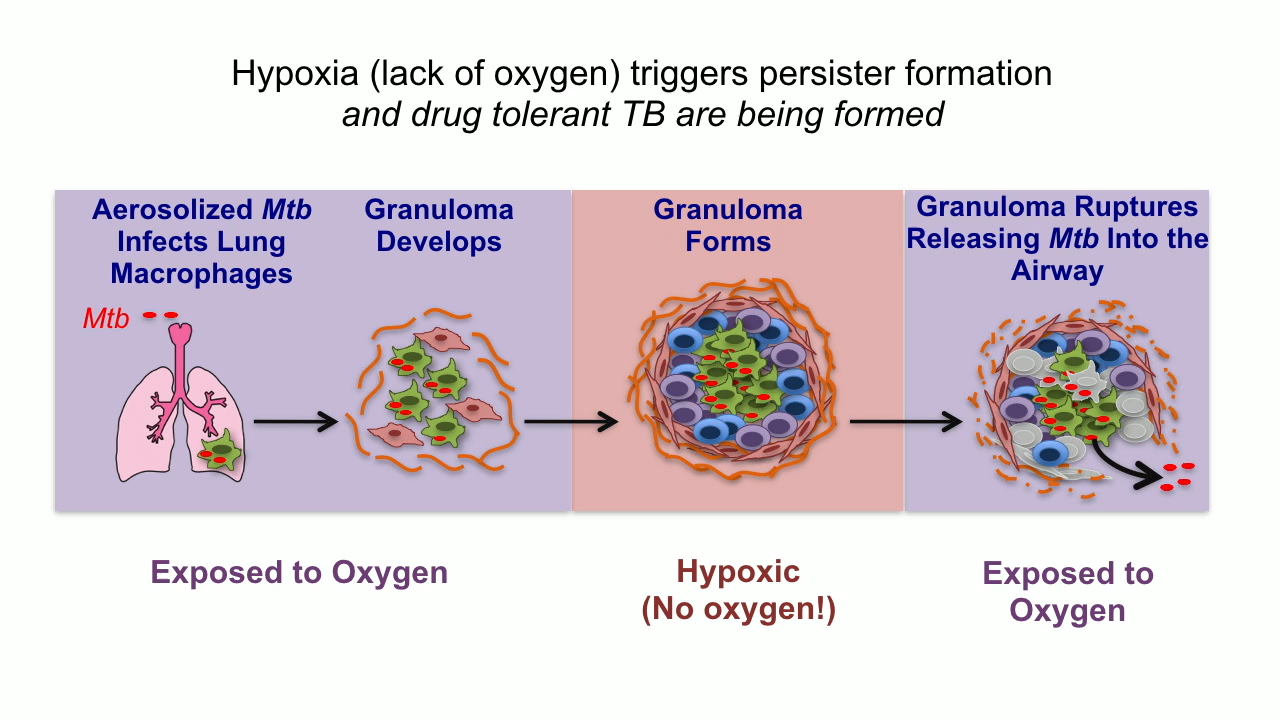 Hypoxia (lack of oxygen) triggers persister formation
and drug tolerant TB are being formed
Aerosolized Mtb
Infects Lung
Macrophages
Mtb
Granuloma
Develops
Granuloma
Forms
Granuloma Ruptures
Releasing Mtb Into the
Airway
Exposed to Oxygen
Hypoxic
(No oxygen!)
Exposed to
Oxygen